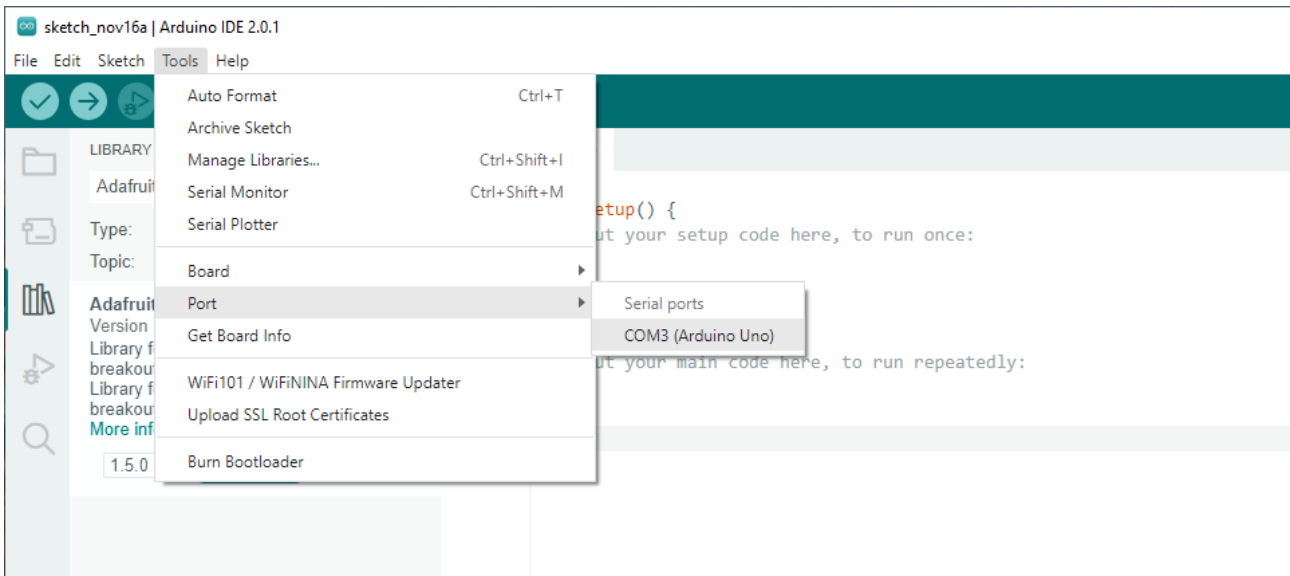 sketch_nov16a | Arduino IDE 2.0.1
File Edit Sketch Tools Help
Auto Format Ctrl+T
Archive Sketch
Manage Libraries... Ctrl+Shift+I
Serial Monitor Ctrl+Shift+M
Serial Plotter
Board
Port
Get Board Info
WiFi101 / WiFiNINA Firmware Updater
Upload SSL Root Certificates
Burn Bootloader
Serial ports
COM3 (Arduino Uno)
LIBRARY
Adafruit
Type:
Topic:
Adafruit
Version
Library f
breakou
Library f
breakou
More inf
1.5.0
etup() {
ut your setup code here, to run once:
ut your main code here, to run repeatedly: